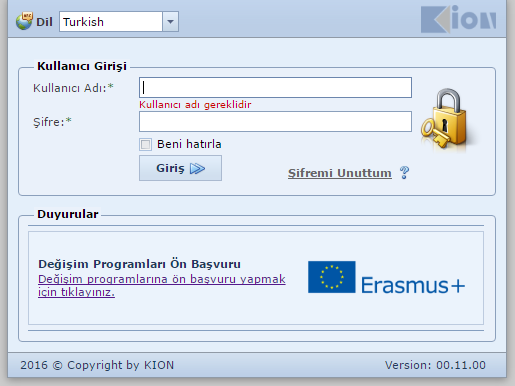 Dil Turkish
Kion
Kullanıcı Girişi
Kullanıcı Adı:*
Kullanıcı adı gereklidir
Şifre:*
Beni hatırla
Giriş
Sifremi Unuttum ?
Duyurular
Değişim Programları Ön Başvuru
Değişim programlarına ön başvuru yapmak
için tıklayınız.
Erasmus+
2016 © Copyright by KION Version: 00.11.00